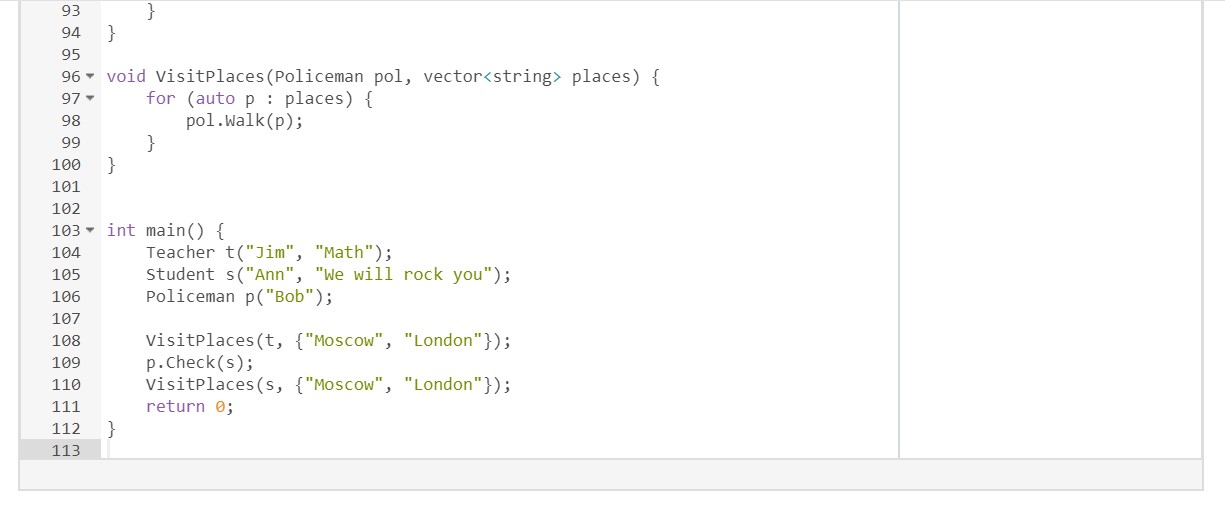 93 }
94 }
95
96 void VisitPlaces(Policeman pol, vector<string> places) {
97 for (auto p : places) {
98 pol.Walk(p);
99 }
100 }
101
102
103 int main() {
104 Teacher t("Jim", "Math");
105 Student s("Ann", "We will rock you");
106 Policeman p("Bob");
107
108 VisitPlaces(t, {"Moscow", "London"});
109 p.Check(s);
110 VisitPlaces(s, {"Moscow", "London"});
111 return 0;
112 }
113